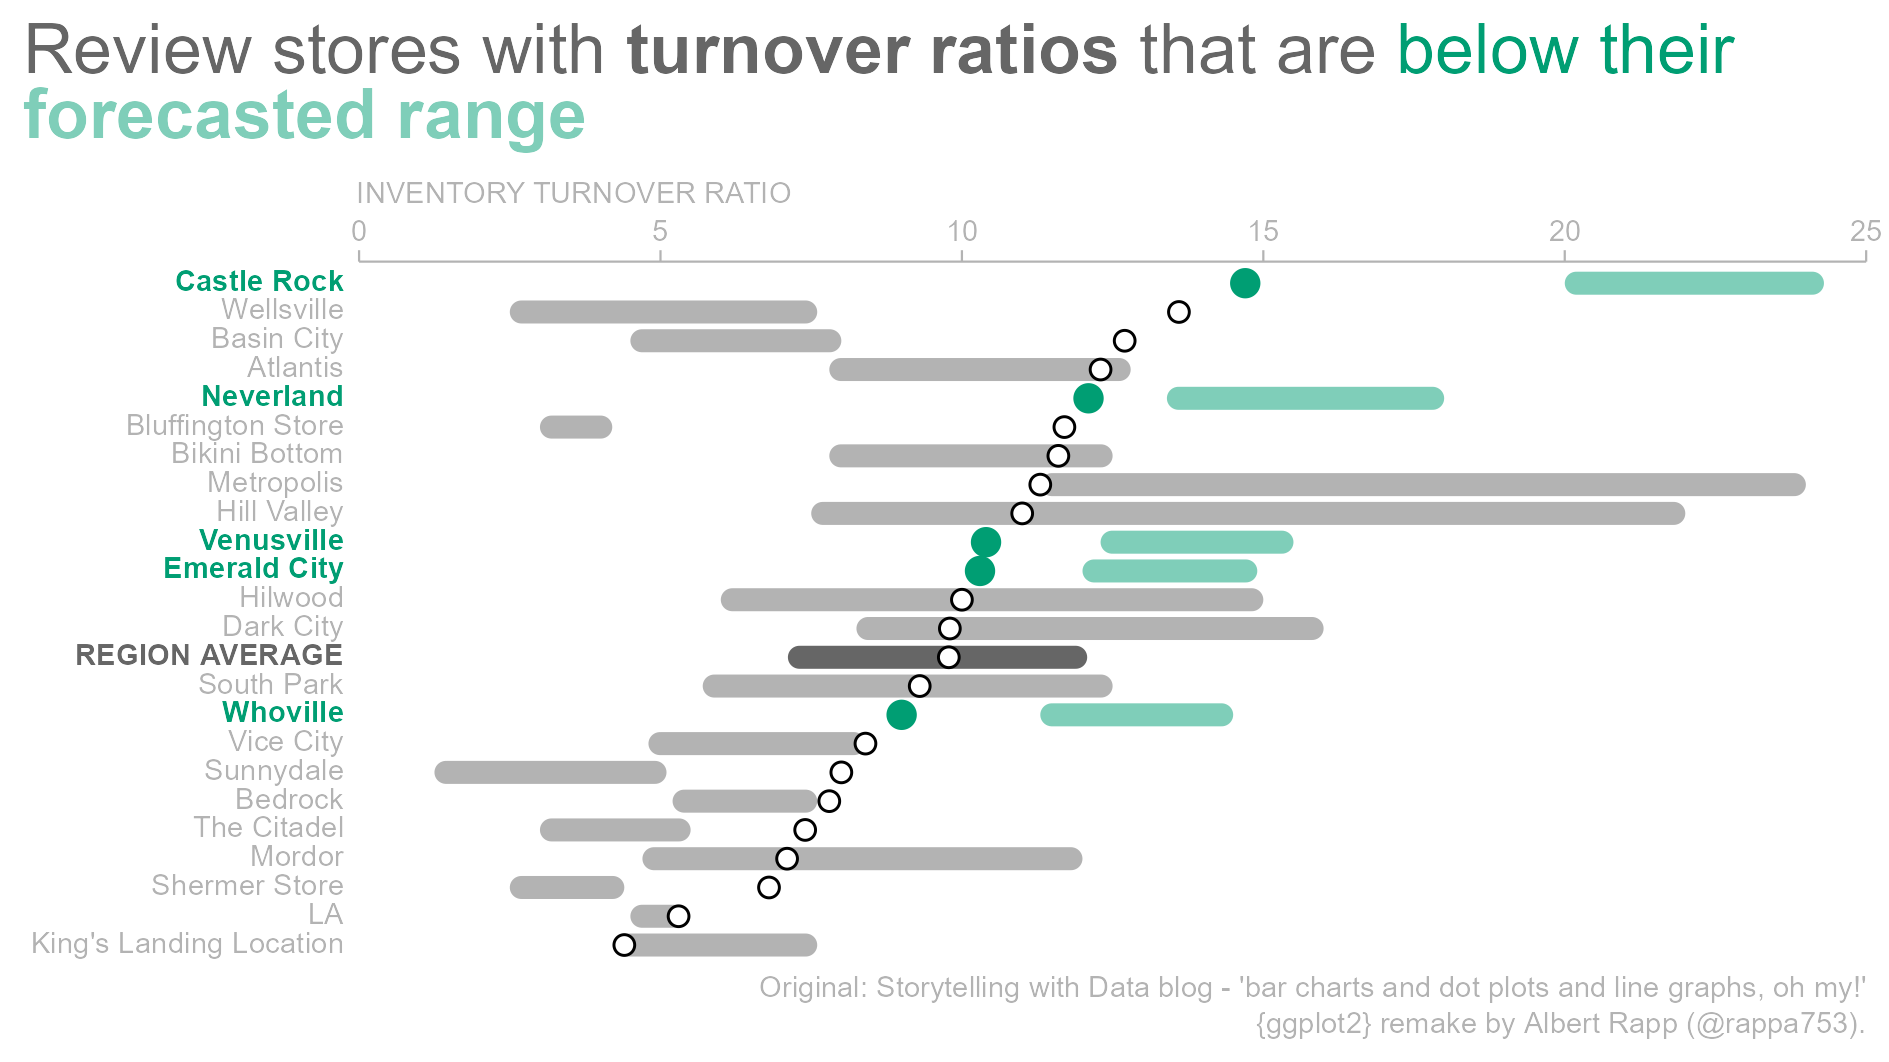 Review stores with turnover ratios that are below their
forecasted range
INVENTORY TURNOVER RATIO
0 5 10 15 20 25
Castle Rock
Wellsville
Basin City
Atlantis
Neverland
Bluffington Store
Bikini Bottom
Metropolis
Hill Valley
Venusville
Emerald City
Hilwood
Dark City
REGION AVERAGE
South Park
Whoville
Vice City
Sunnydale
Bedrock
The Citadel
Mordor
Shermer Store
LA
King's Landing Location
Original: Storytelling with Data blog - 'bar charts and dot plots and line graphs, oh my!'
{ggplot2} remake by Albert Rapp (@rappa753).